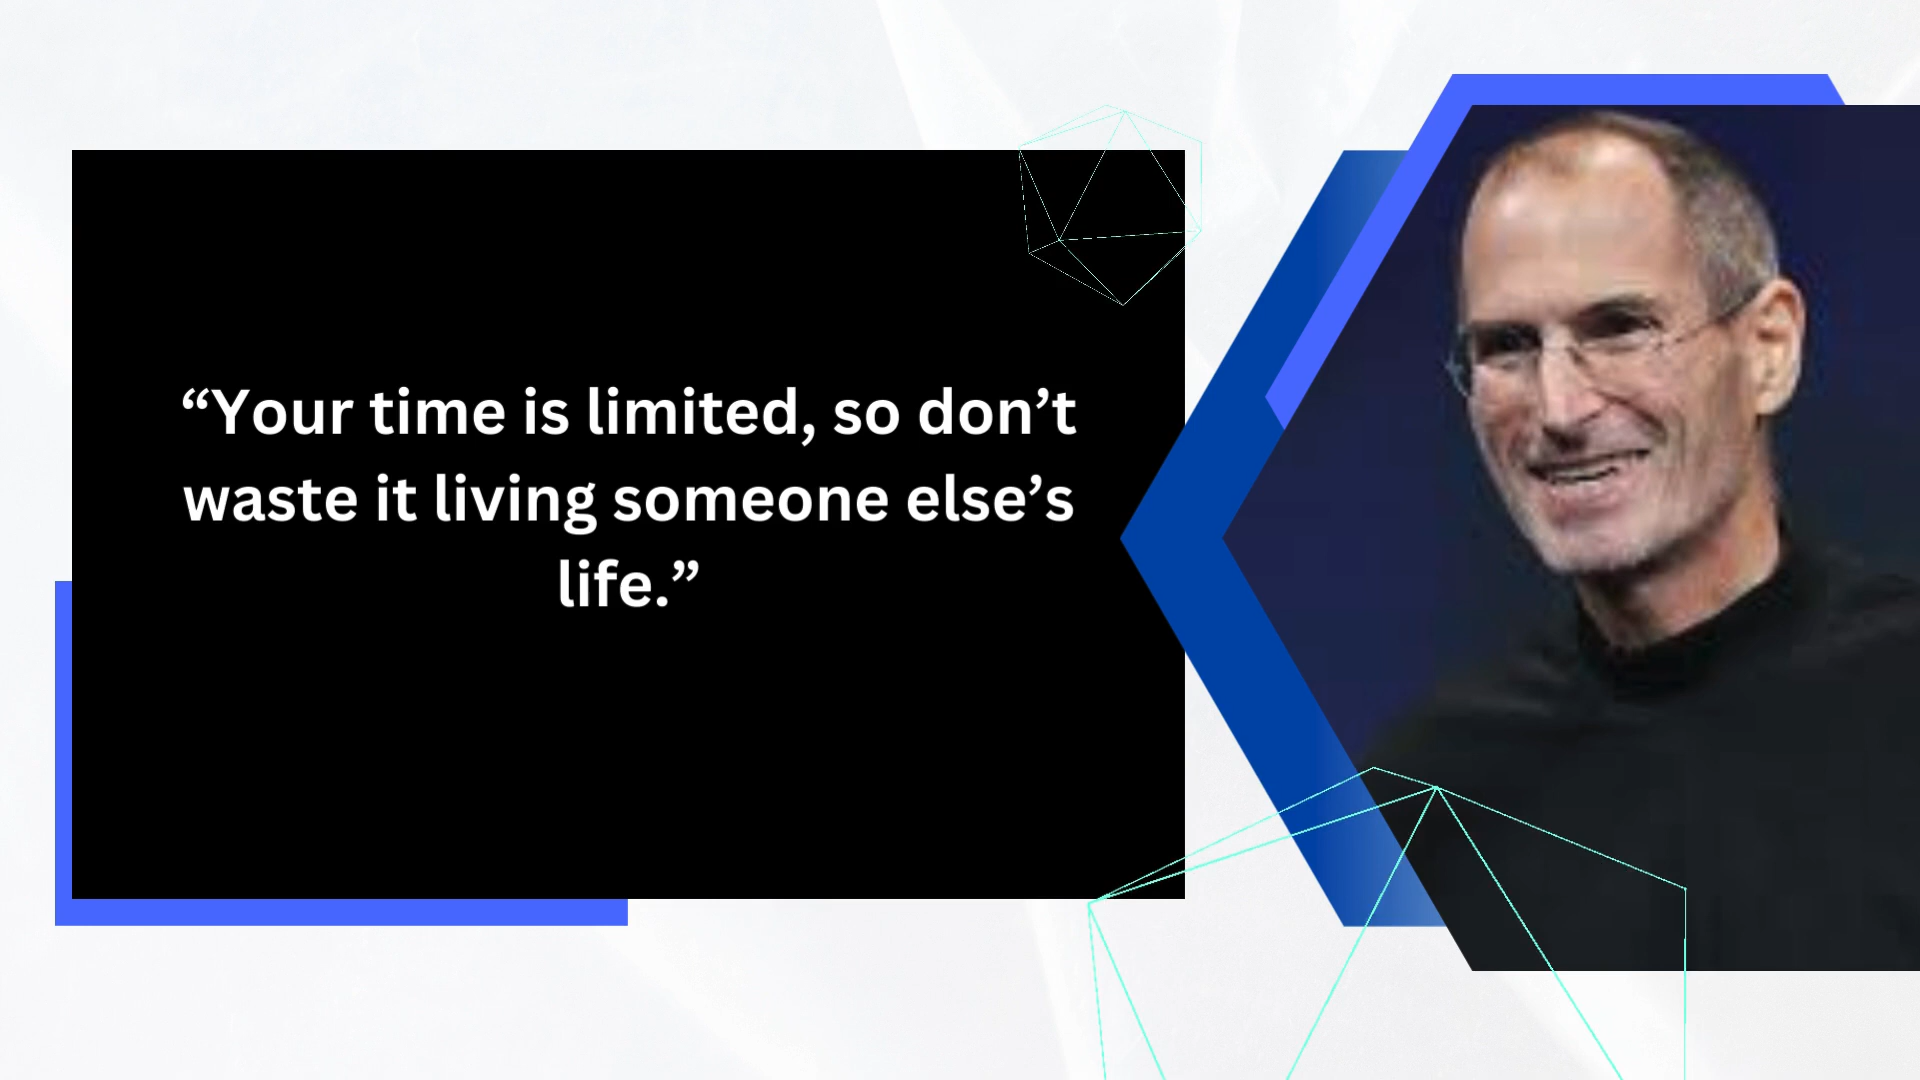 “Your time is limited, so don’t
waste it living someone else’s
life.”